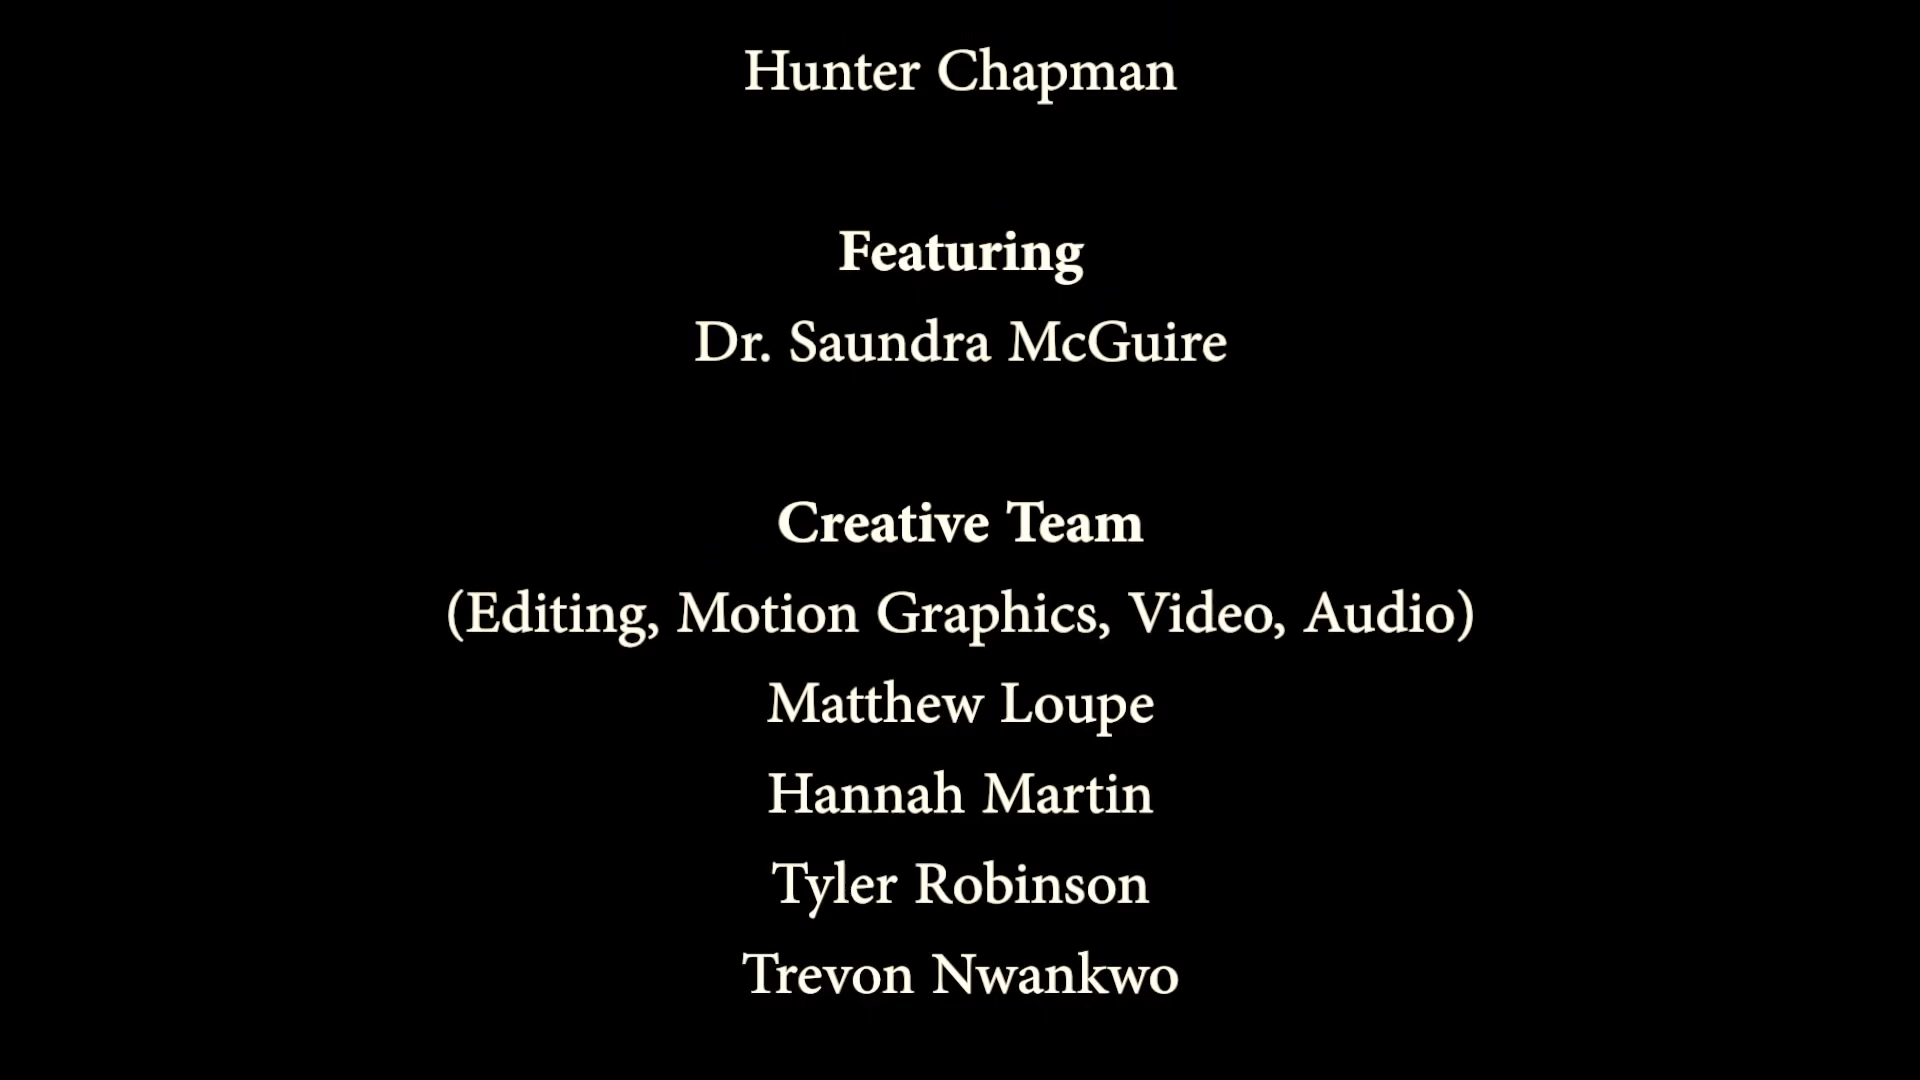 Hunter Chapman
Featuring
Dr. Saundra McGuire
Creative Team
(Editing, Motion Graphics, Video, Audio)
Matthew Loupe
Hannah Martin
Tyler Robinson
Trevon Nwankwo